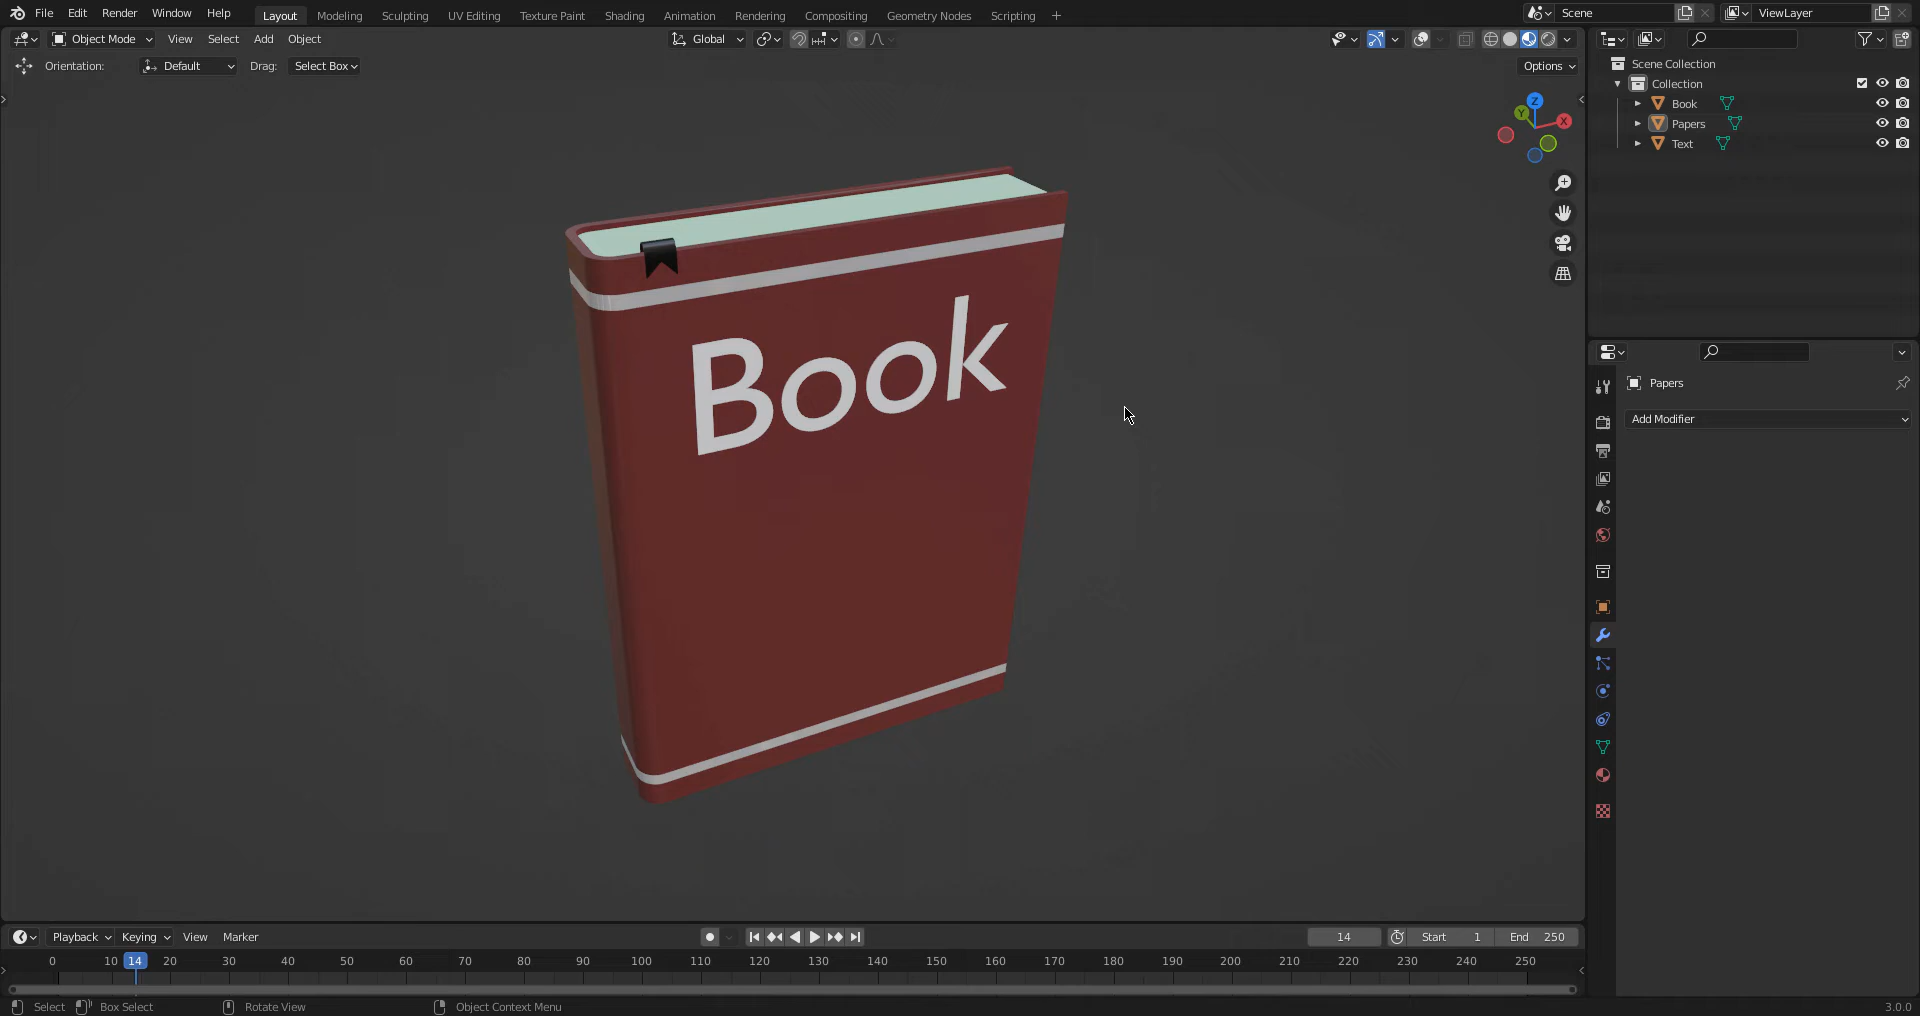 File Edit Render Window Help Layout Modeling Sculpting UV Editing Texture Paint Shading Animation Rendering Compositing Geometry Nodes Scripting + Scene ViewLayer
Object Mode View Select Add Object Global
Orientation: Default Drag: Select Box Options
Scene Collection
Collection
Book
Papers
Text
Z
Y
X
Book
Papers
Add Modifier
Playback Keying View Marker 14 Start 1 End 250
0 10 14 20 30 40 50 60 70 80 90 100 110 120 130 140 150 160 170 180 190 200 210 220 230 240 250
Select Box Select Rotate View Object Context Menu 3.0.0